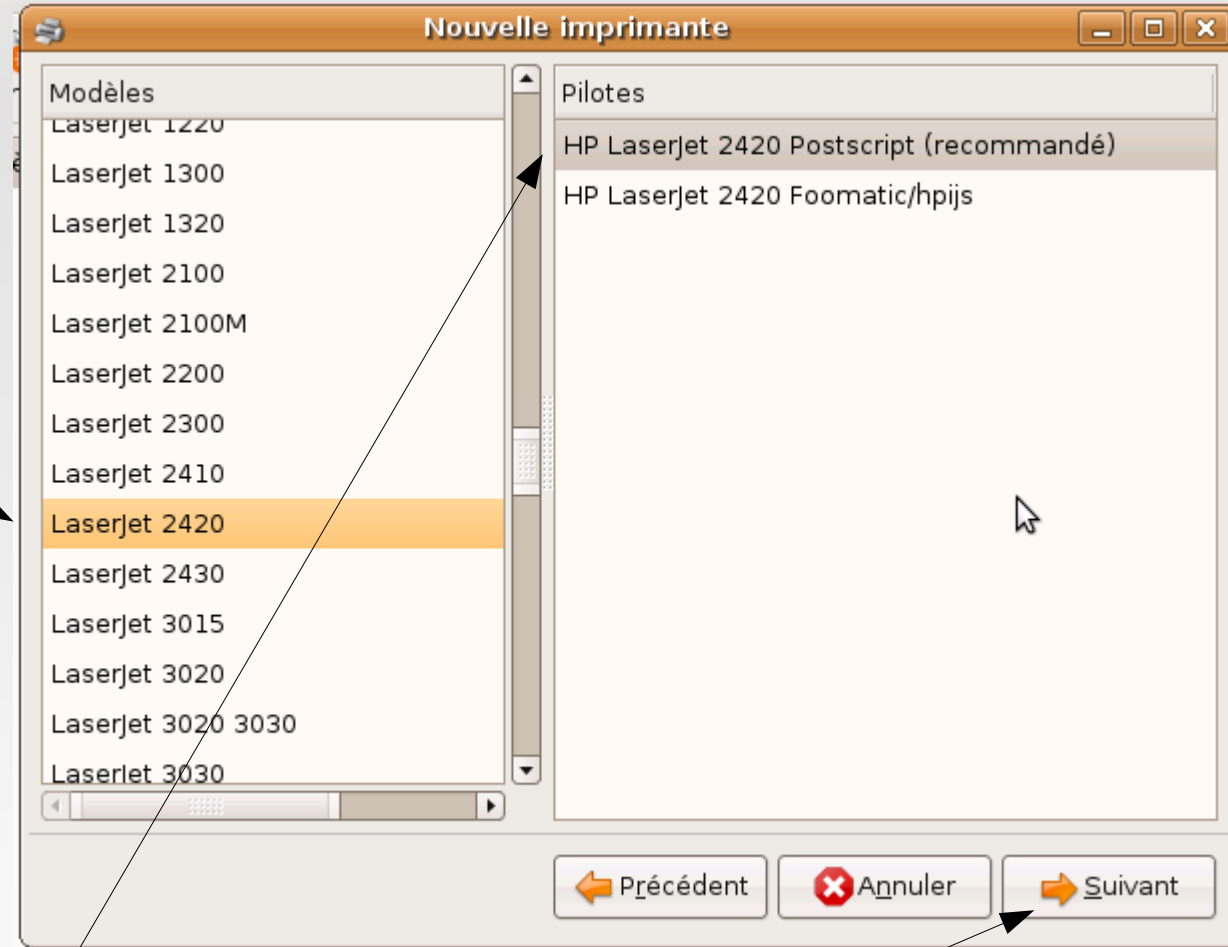 Nouvelle imprimante
Modèles
LaserJet 1220
LaserJet 1300
LaserJet 1320
LaserJet 2100
LaserJet 2100M
LaserJet 2200
LaserJet 2300
LaserJet 2410
LaserJet 2420
LaserJet 2430
LaserJet 3015
LaserJet 3020
LaserJet 3020 3030
LaserJet 3030
Pilotes
HP LaserJet 2420 Postscript (recommandé)
HP LaserJet 2420 Foomatic/hpijs
Précédent
Annuler
Suivant